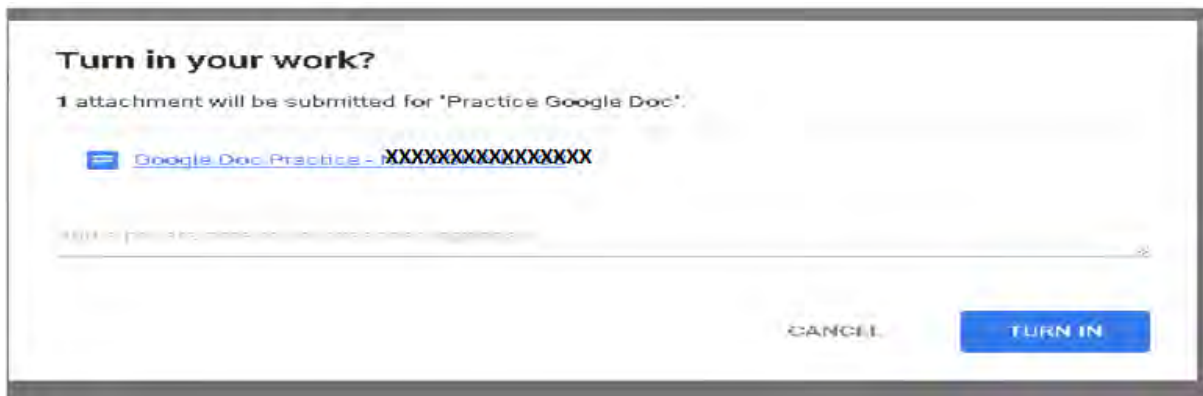 Turn in your work?
1 attachment will be submitted for "Practice Google Doc".
Google Doc Practice - XXXXXXXXXXXXXXXX
CANCEL
TURN IN